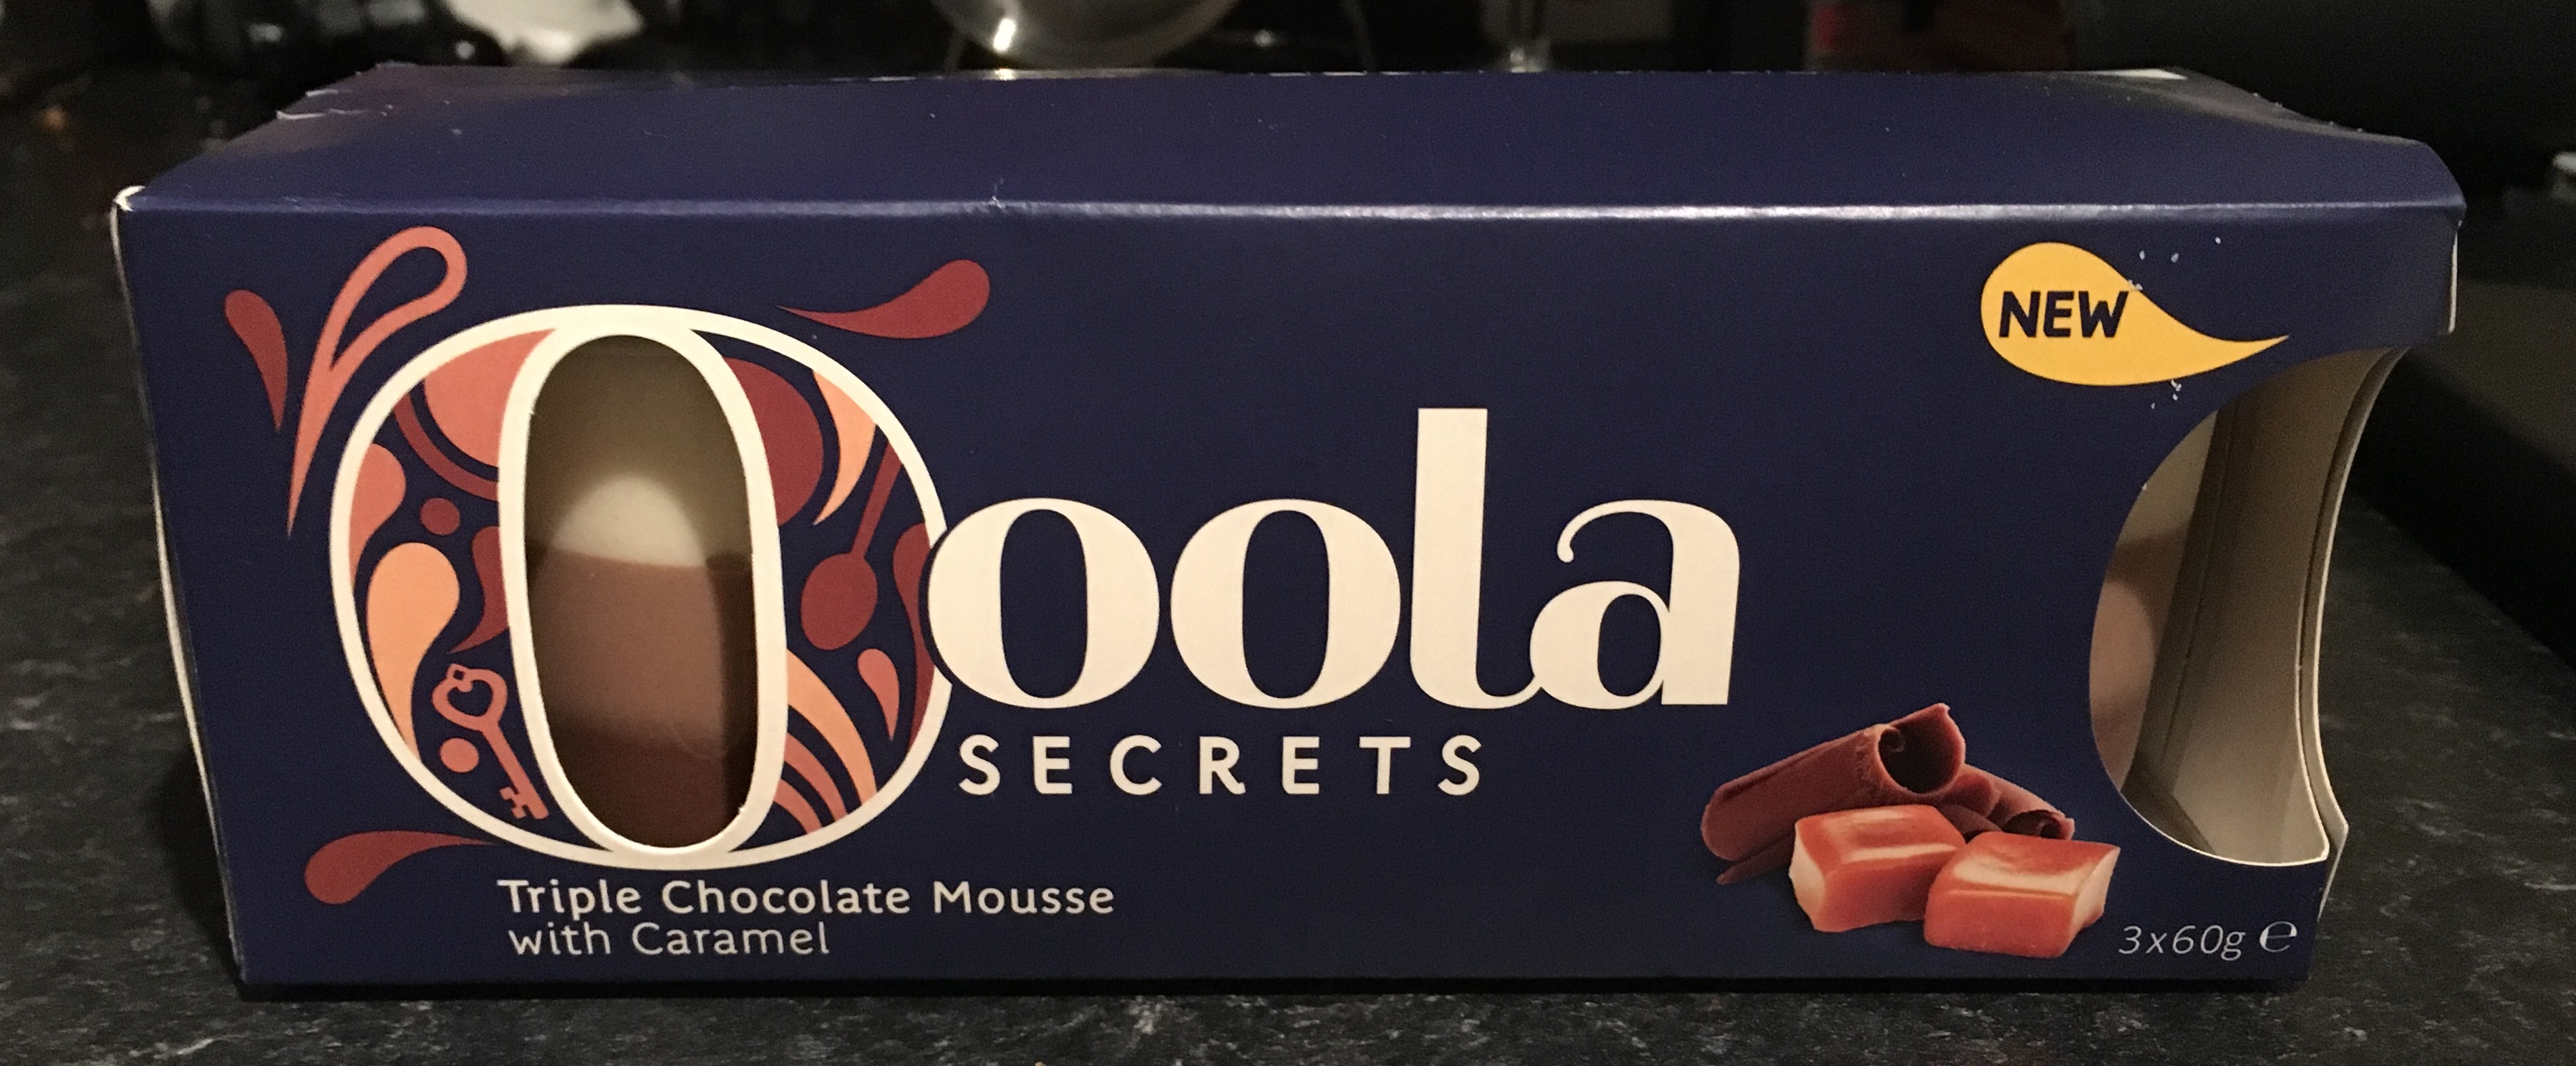 NEW
Ooola
SECRETS
Triple Chocolate Mousse
with Caramel
3x60g ℮